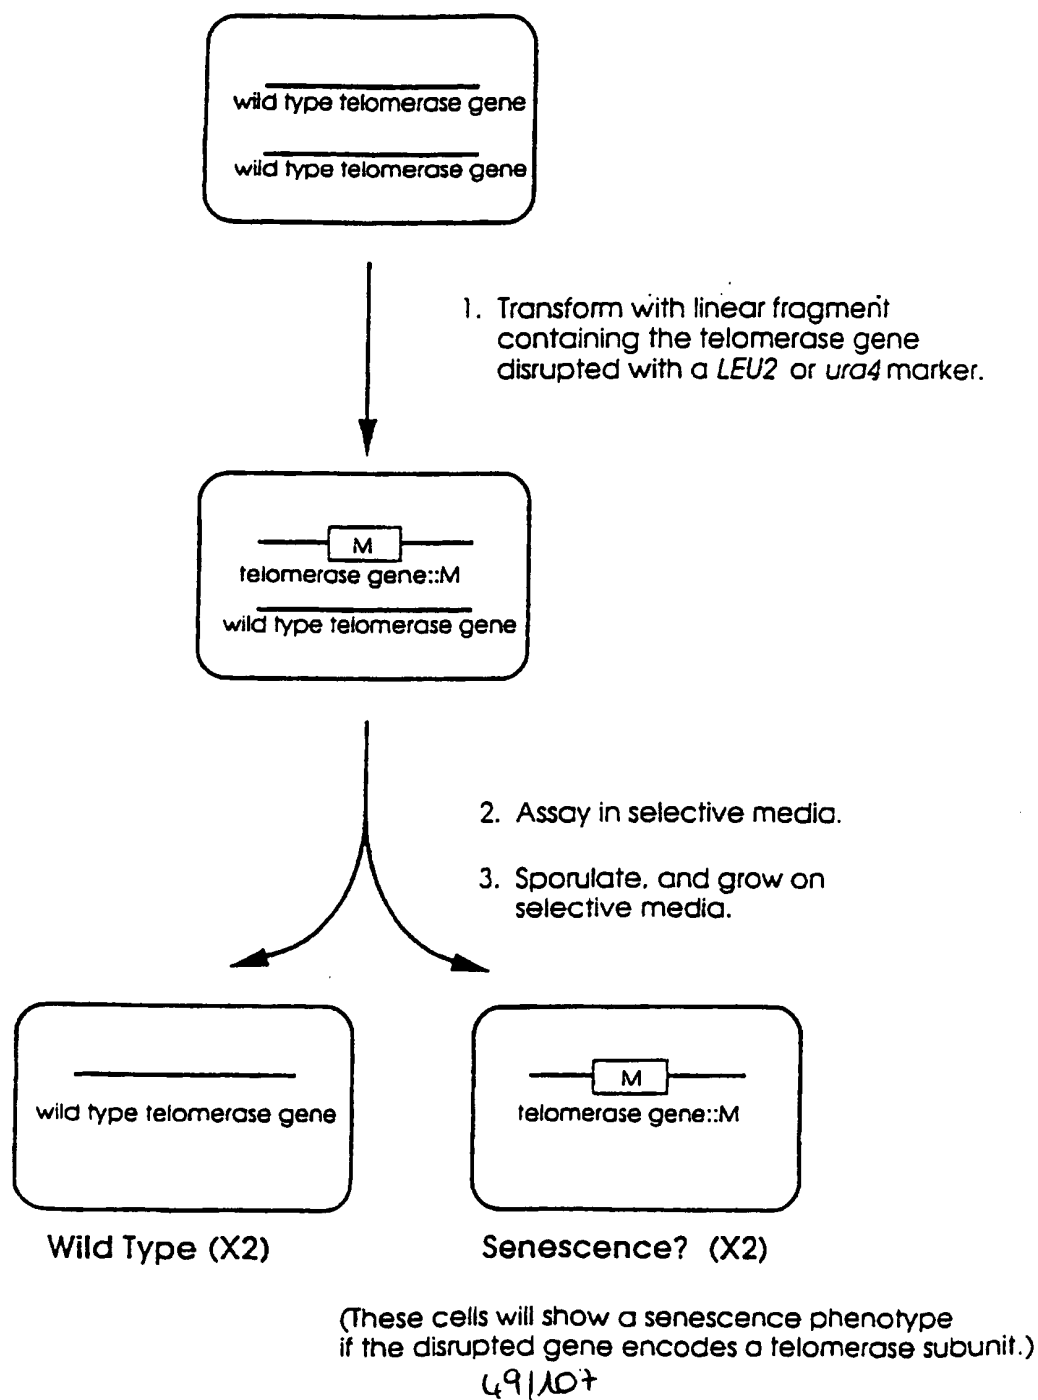 wild type telomerase gene
wild type telomerase gene
1. Transform with linear fragment
containing the telomerase gene
disrupted with a LEU2 or ura4 marker.
M
telomerase gene::M
wild type telomerase gene
2. Assay in selective media.
3. Sporulate, and grow on
selective media.
wild type telomerase gene
M
telomerase gene::M
Wild Type (X2)
Senescence? (X2)
(These cells will show a senescence phenotype
if the disrupted gene encodes a telomerase subunit.)
49/107